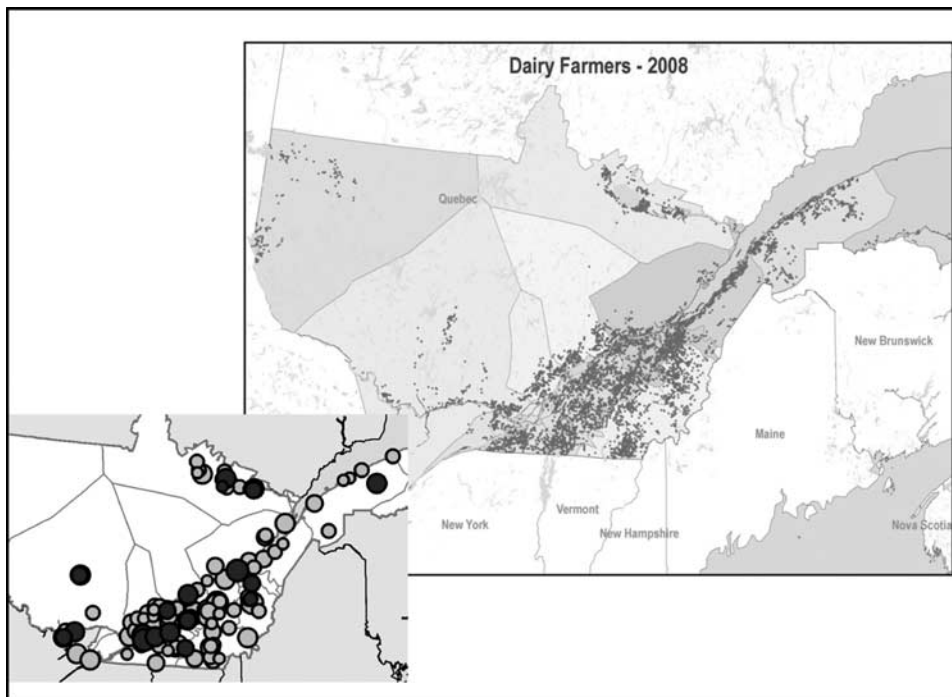 Dairy Farmers - 2008
Quebec
New Brunswick
Maine
Vermont
New York
New Hampshire
Nova Scotia